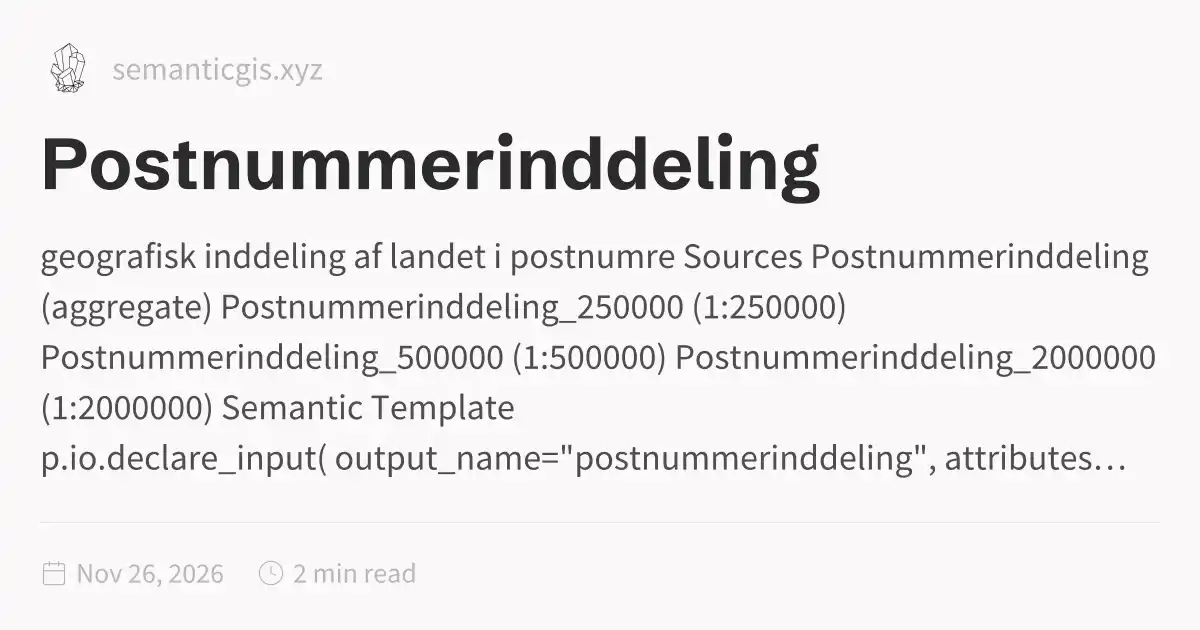 semanticgis.xyz
Postnummerinddeling
geografisk inddeling af landet i postnumre Sources Postnummerinddeling
(aggregate) Postnummerinddeling_250000 (1:250000)
Postnummerinddeling_500000 (1:500000) Postnummerinddeling_2000000
(1:2000000) Semantic Template
p.io.declare_input( output_name="postnummerinddeling", attributes…
Nov 26, 2026 2 min read